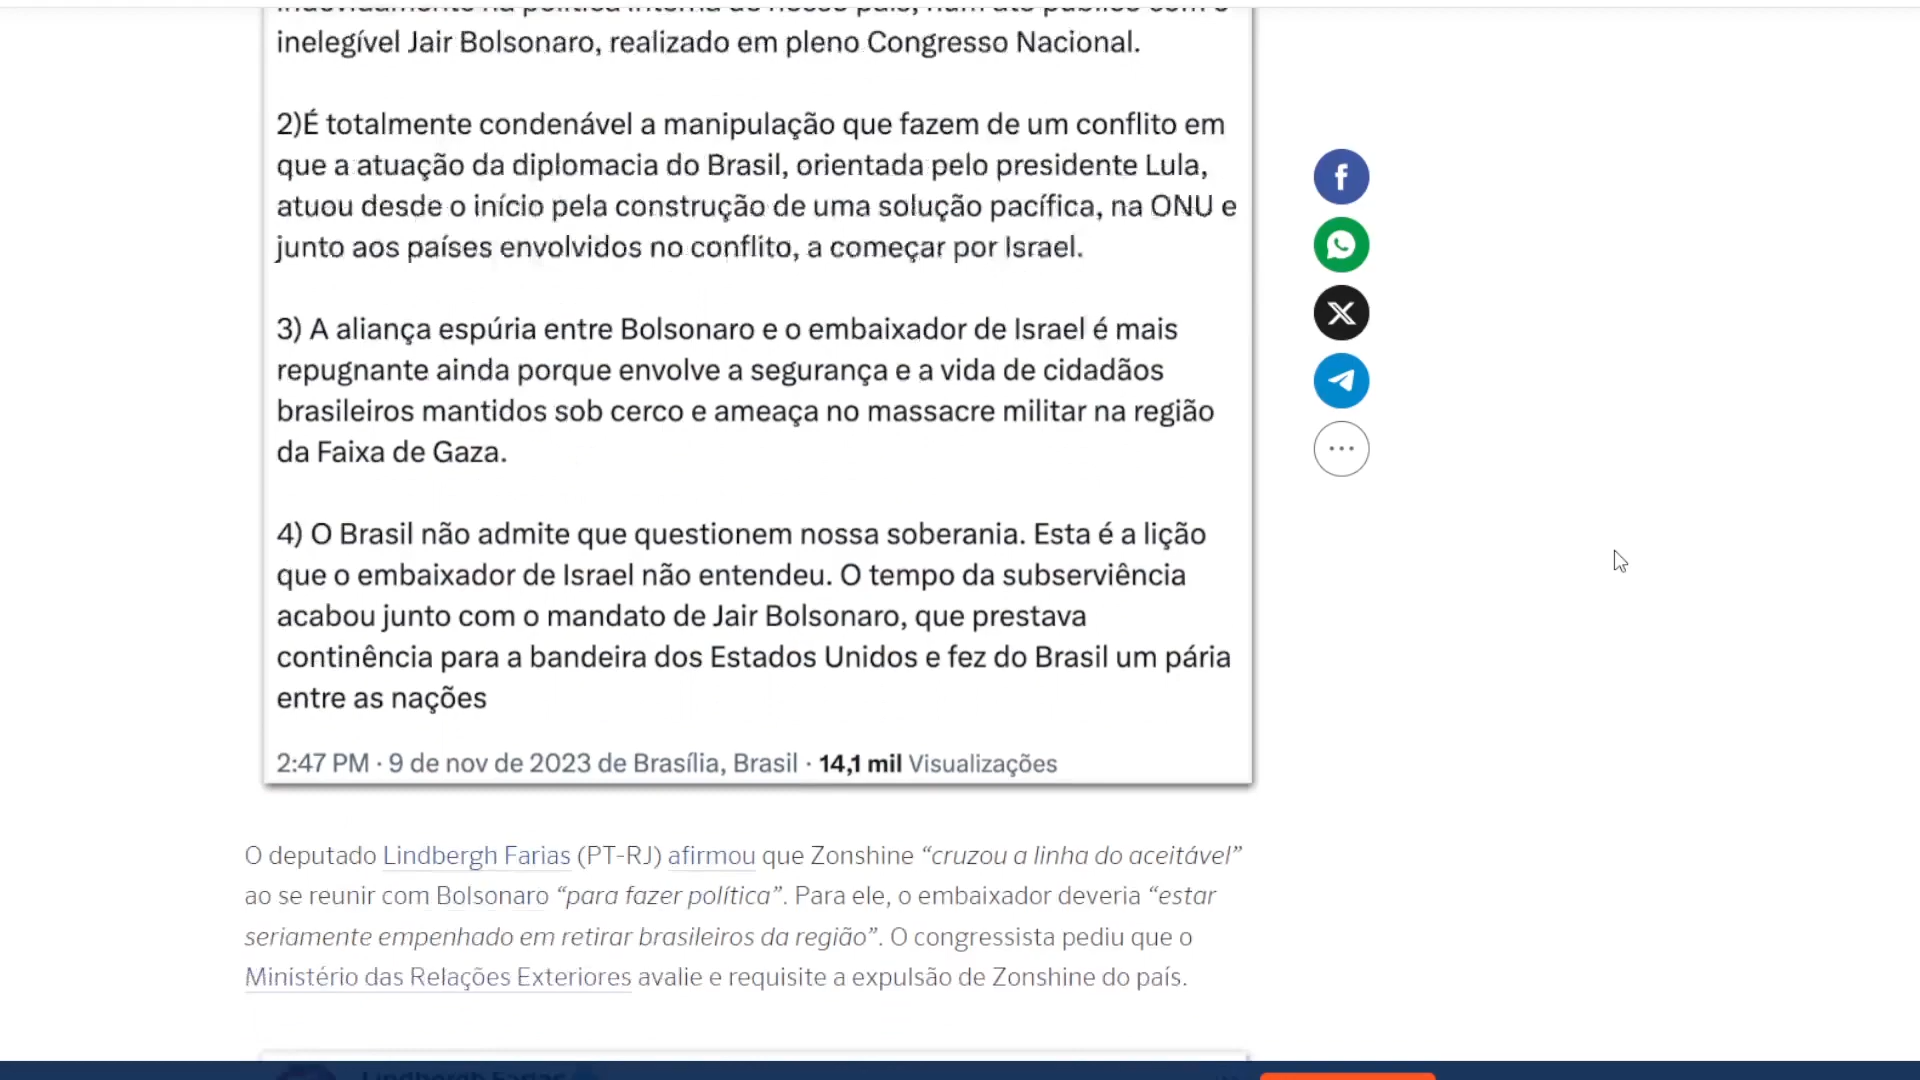 inelegível Jair Bolsonaro, realizado em pleno Congresso Nacional.
2)É totalmente condenável a manipulação que fazem de um conflito em
que a atuação da diplomacia do Brasil, orientada pelo presidente Lula,
atuou desde o início pela construção de uma solução pacífica, na ONU e
junto aos países envolvidos no conflito, a começar por Israel.
3) A aliança espúria entre Bolsonaro e o embaixador de Israel é mais
repugnante ainda porque envolve a segurança e a vida de cidadãos
brasileiros mantidos sob cerco e ameaça no massacre militar na região
da Faixa de Gaza.
4) O Brasil não admite que questionem nossa soberania. Esta é a lição
que o embaixador de Israel não entendeu. O tempo da subserviência
acabou junto com o mandato de Jair Bolsonaro, que prestava
continência para a bandeira dos Estados Unidos e fez do Brasil um pária
entre as nações
2:47 PM · 9 de nov de 2023 de Brasília, Brasil · 14,1 mil Visualizações
O deputado Lindbergh Farias (PT-RJ) afirmou que Zonshine “cruzou a linha do aceitável”
ao se reunir com Bolsonaro “para fazer política”. Para ele, o embaixador deveria “estar
seriamente empenhado em retirar brasileiros da região”. O congressista pediu que o
Ministério das Relações Exteriores avalie e requisite a expulsão de Zonshine do país.
Lindbergh Farias